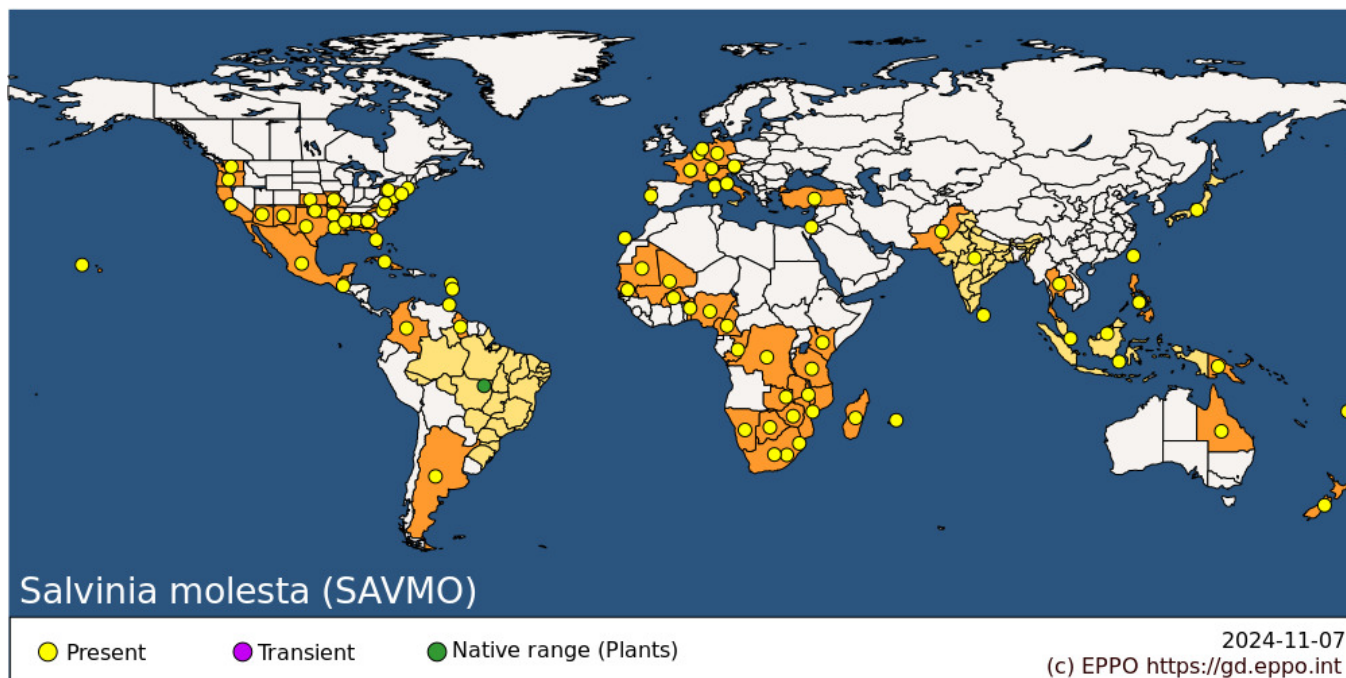 Salvinia molesta (SAVMO)
Present
Transient
Native range (Plants)
2024-11-07
(c) EPPO https://gd.eppo.int